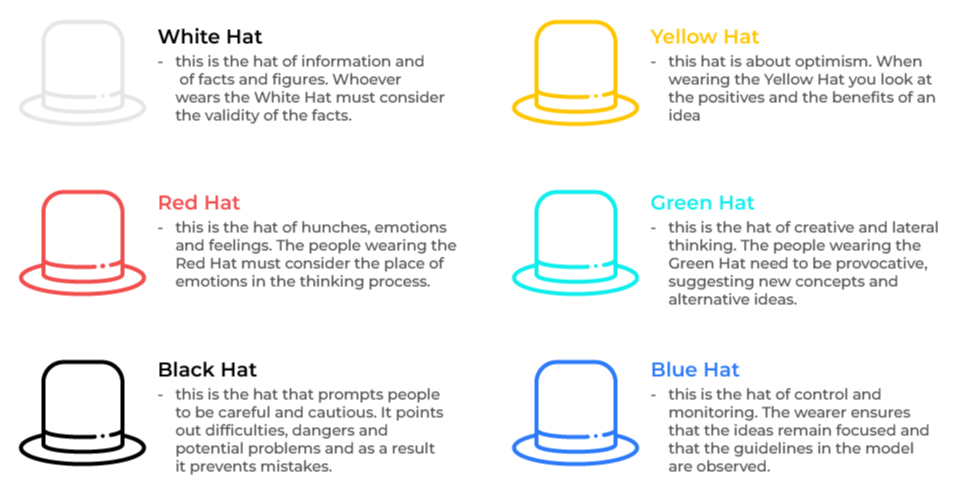 White Hat
- this is the hat of information and
of facts and figures. Whoever
wears the White Hat must consider
the validity of the facts.
Yellow Hat
- this hat is about optimism. When
wearing the Yellow Hat you look at
the positives and the benefits of an
idea
Red Hat
- this is the hat of hunches, emotions
and feelings. The people wearing the
Red Hat must consider the place of
emotions in the thinking process.
Green Hat
- this is the hat of creative and lateral
thinking. The people wearing the
Green Hat need to be provocative,
suggesting new concepts and
alternative ideas.
Black Hat
- this is the hat that prompts people
to be careful and cautious. It points
out difficulties, dangers and
potential problems and as a result
it prevents mistakes.
Blue Hat
- this is the hat of control and
monitoring. The wearer ensures
that the ideas remain focused and
that the guidelines in the model
are observed.